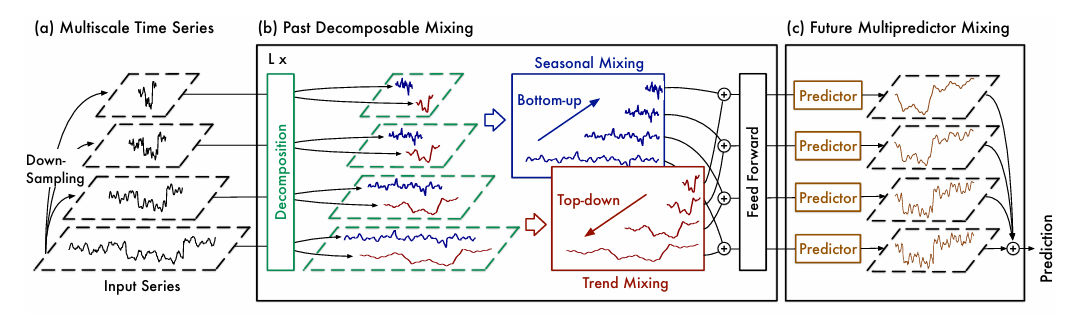 (a) Multiscale Time Series
(b) Past Decomposable Mixing
(c) Future Multipredictor Mixing
Down-
Sampling
Input Series
L x
Decomposition
Seasonal Mixing
Bottom-up
Top-down
Trend Mixing
+
+
+
+
Feed Forward
Predictor
Predictor
Predictor
Predictor
+
Prediction